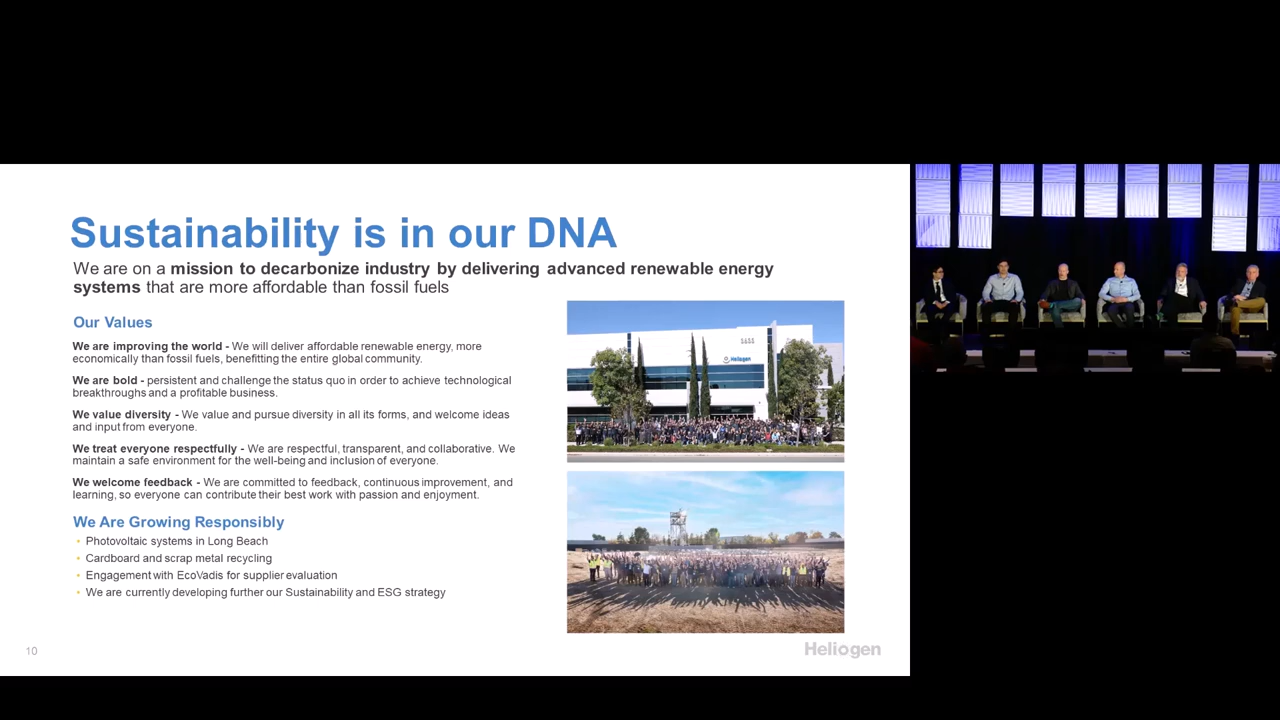 Sustainability is in our DNA
We are on a mission to decarbonize industry by delivering advanced renewable energy
systems that are more affordable than fossil fuels
Our Values
We are improving the world - We will deliver affordable renewable energy, more
economically than fossil fuels, benefitting the entire global community.
We are bold - persistent and challenge the status quo in order to achieve technological
breakthroughs and a profitable business.
We value diversity - We value and pursue diversity in all its forms, and welcome ideas
and input from everyone.
We treat everyone respectfully - We are respectful, transparent, and collaborative. We
maintain a safe environment for the well-being and inclusion of everyone.
We welcome feedback - We are committed to feedback, continuous improvement, and
learning, so everyone can contribute their best work with passion and enjoyment.
We Are Growing Responsibly
• Photovoltaic systems in Long Beach
• Cardboard and scrap metal recycling
• Engagement with EcoVadis for supplier evaluation
• We are currently developing further our Sustainability and ESG strategy
Heliogen
10
Heliogen